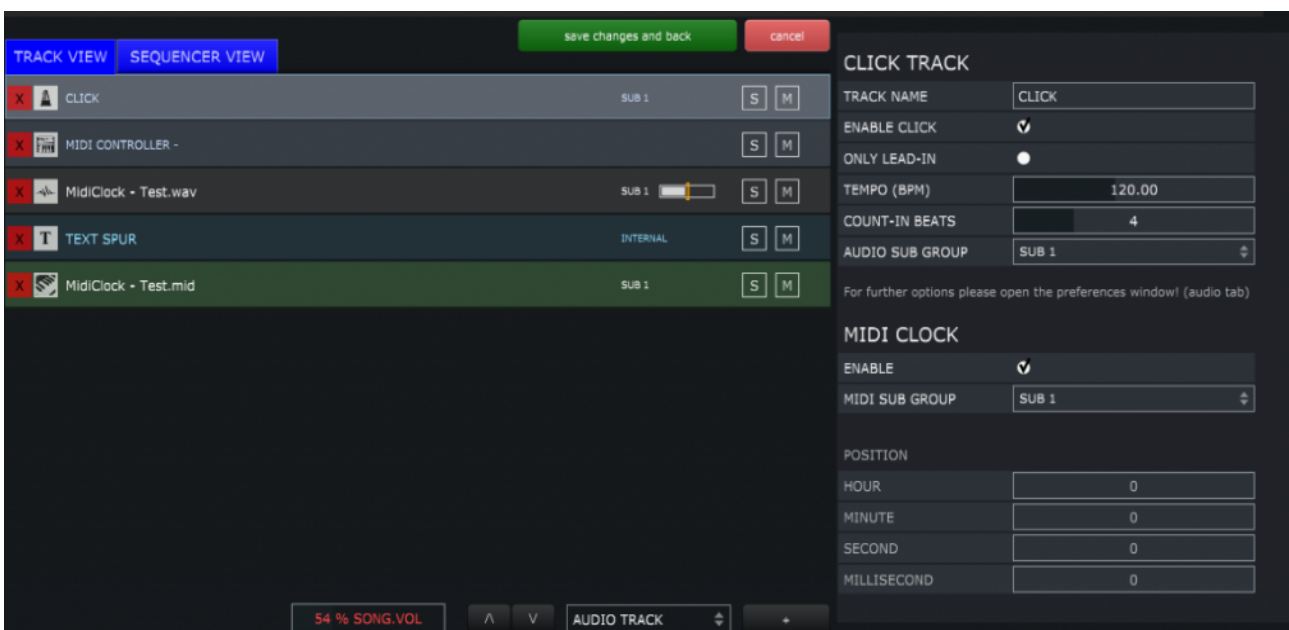 save changes and back
cancel
TRACK VIEW
SEQUENCER VIEW
X CLICK SUB 1 S M
X MIDI CONTROLLER - S M
X MidiClock - Test.wav SUB 1 S M
X T TEXT SPUR INTERNAL S M
X MidiClock - Test.mid SUB 1 S M
54 % SONG.VOL
Λ V AUDIO TRACK +
CLICK TRACK
TRACK NAME CLICK
ENABLE CLICK
ONLY LEAD-IN
TEMPO (BPM) 120.00
COUNT-IN BEATS 4
AUDIO SUB GROUP SUB 1
For further options please open the preferences window! (audio tab)
MIDI CLOCK
ENABLE
MIDI SUB GROUP SUB 1
POSITION
HOUR 0
MINUTE 0
SECOND 0
MILLISECOND 0